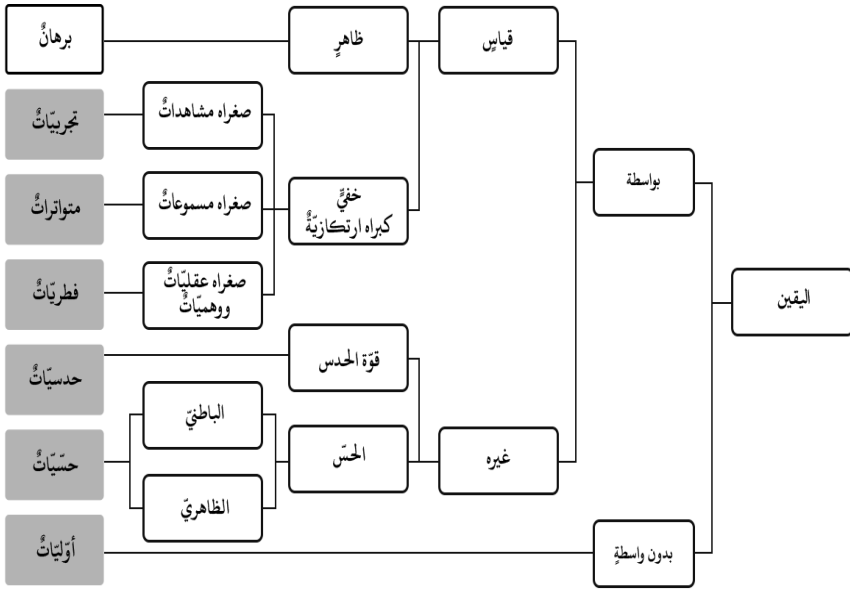 اليقين
بواسطة
بدون واسطةٍ
قياسٍ
غيره
ظاهرٍ
خفيٍّ
كبراه ارتكازيّةٌ
قوّة الحدس
الحسّ
صغراه مشاهداتٌ
صغراه مسموعاتٌ
صغراه عقليّاتٌ
ووهميّاتٌ
الباطنيّ
الظاهريّ
برهانٌ
تجربيّاتٌ
متواتراتٌ
فطريّاتٌ
حدسيّاتٌ
حسّيّاتٌ
أوّليّاتٌ